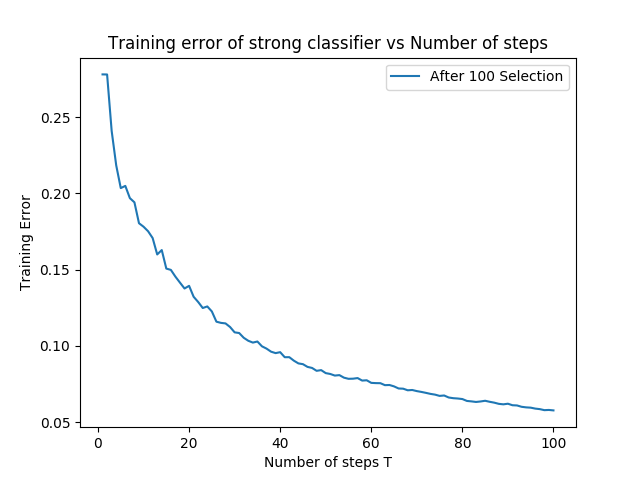 Training error of strong classifier vs Number of steps
After 100 Selection
Training Error
0.25
0.20
0.15
0.10
0.05
0 20 40 60 80 100
Number of steps T